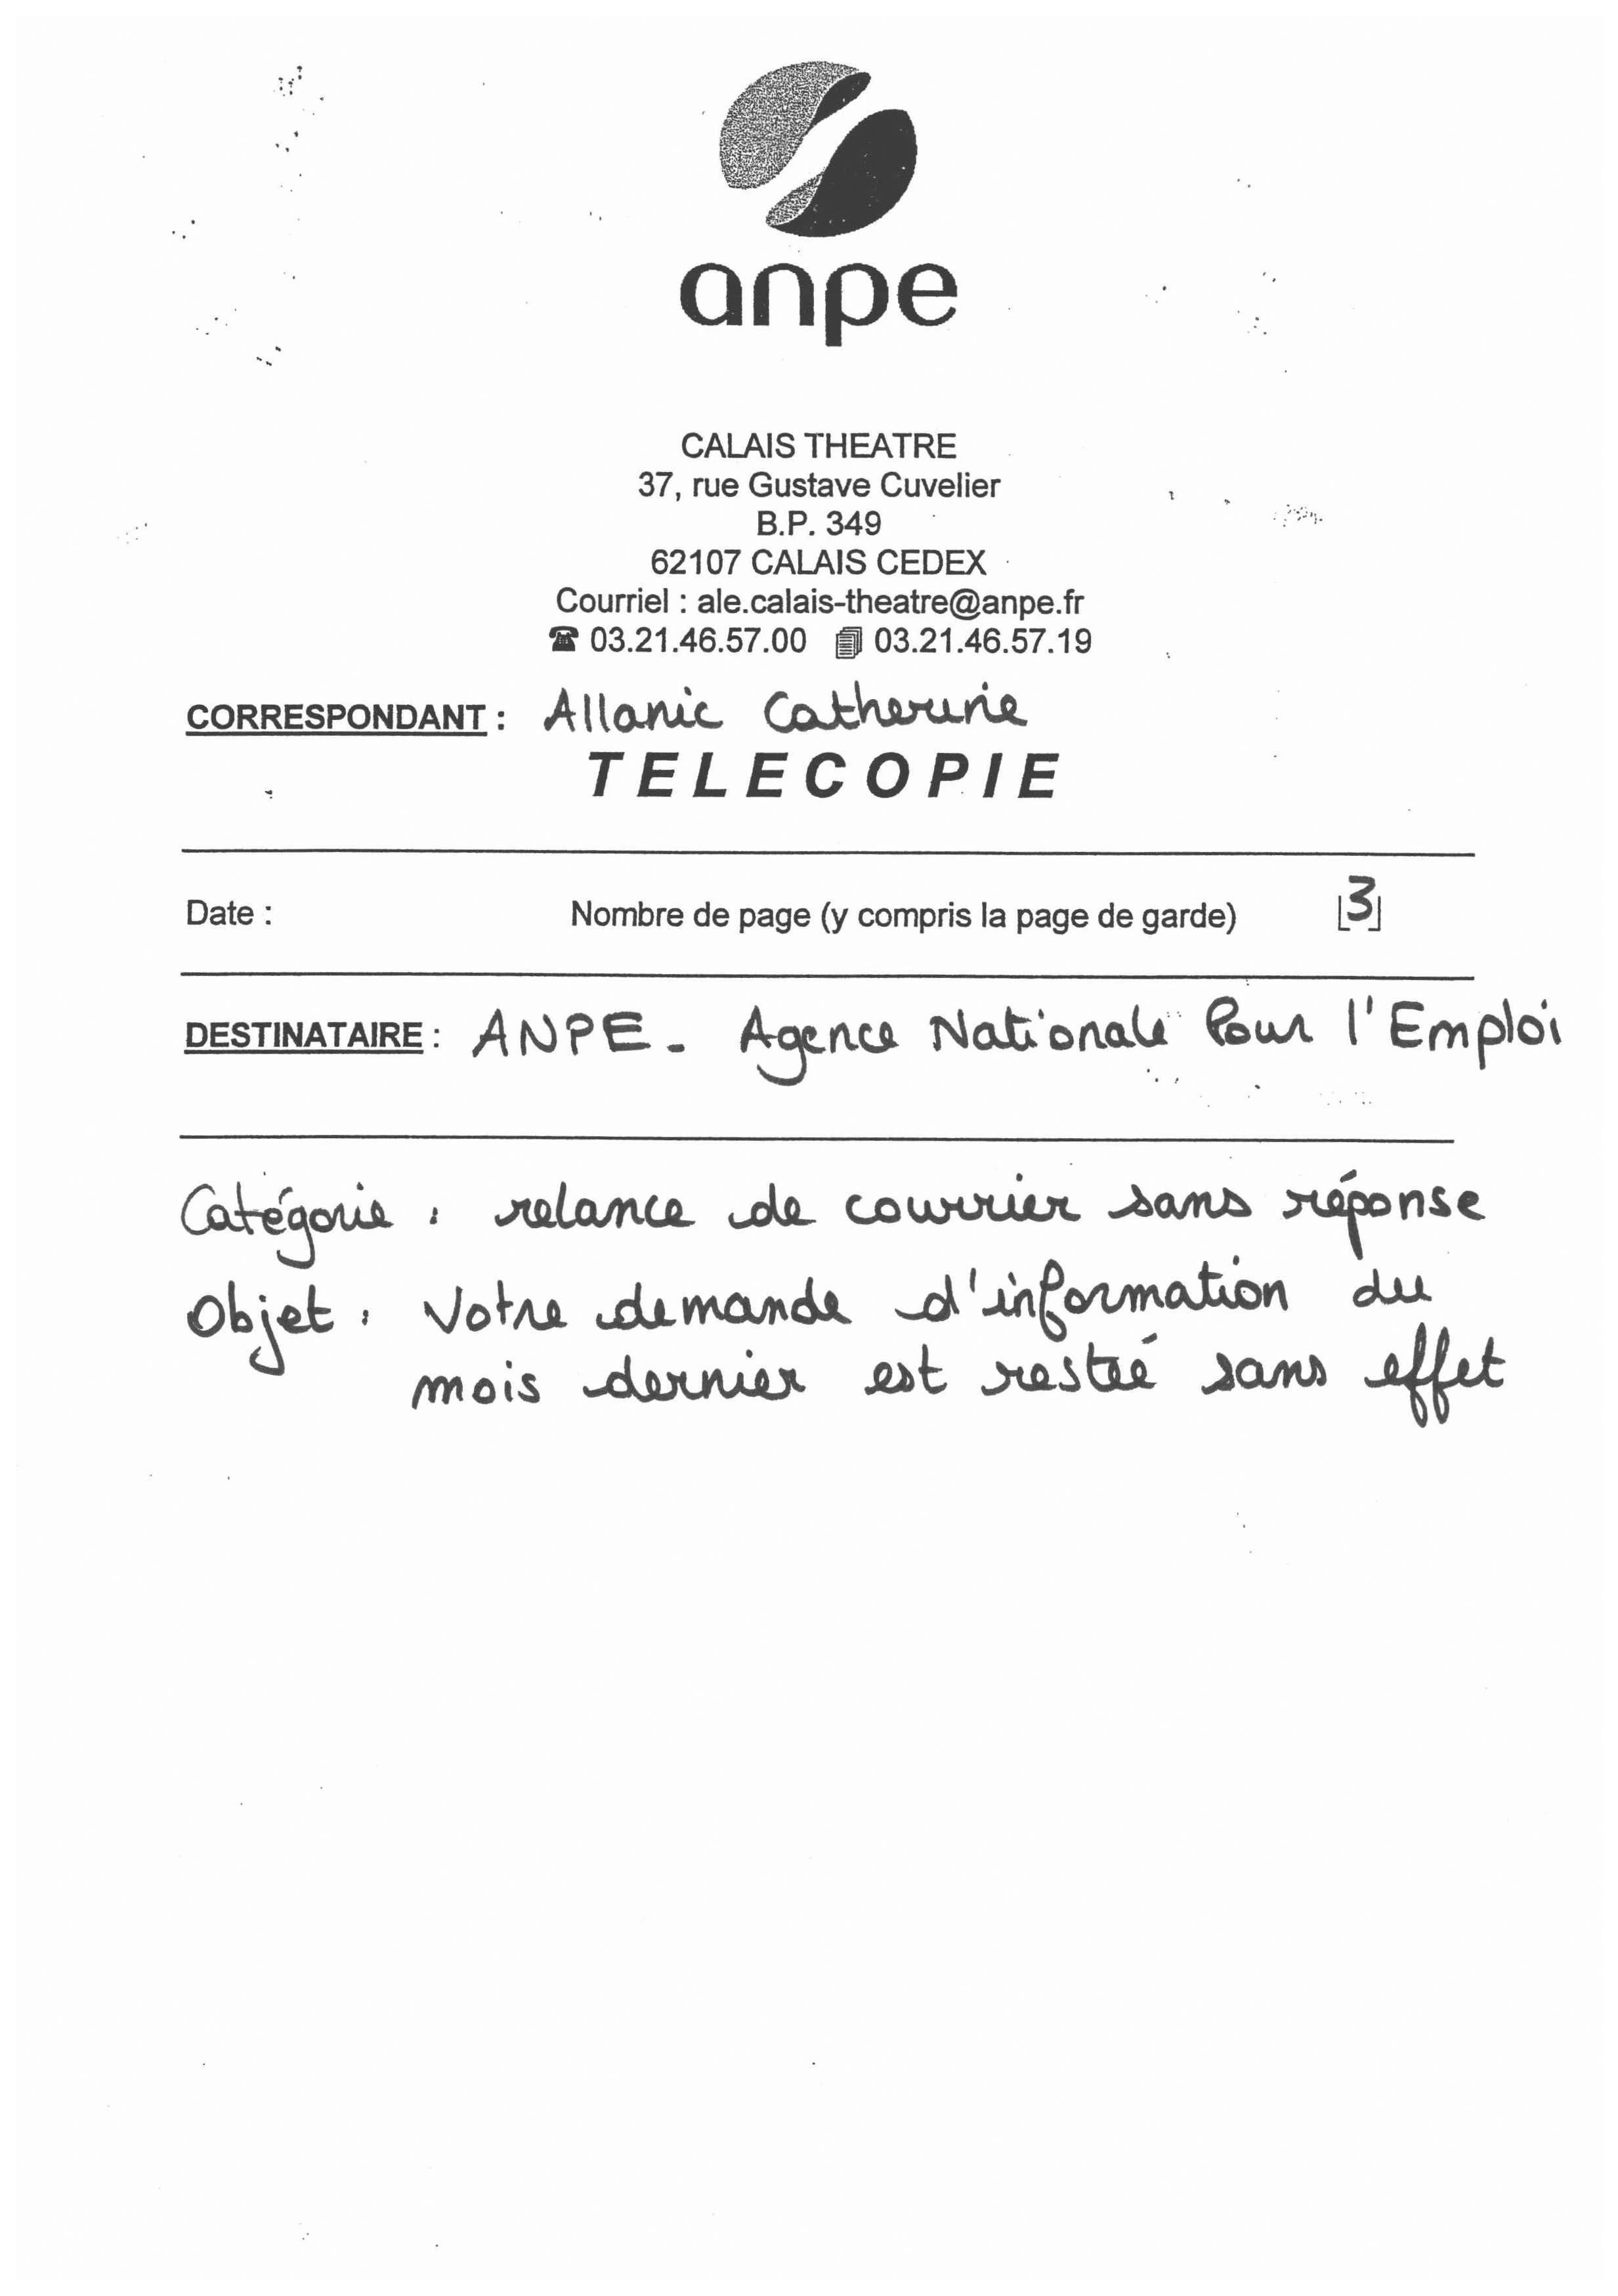 anpe
CALAIS THEATRE
37, rue Gustave Cuvelier
B.P. 349
62107 CALAIS CEDEX
Courriel : ale.calais-theatre@anpe.fr
☎ 03.21.46.57.00 03.21.46.57.19
CORRESPONDANT : Allanic Catherine
TELECOPIE
Date : Nombre de page (y compris la page de garde) 3
DESTINATAIRE : ANPE - Agence Nationale Pour l'Emploi
Catégorie : relance de courrier sans réponse
Objet : Votre demande d'information du
mois dernier est resteé sans effet